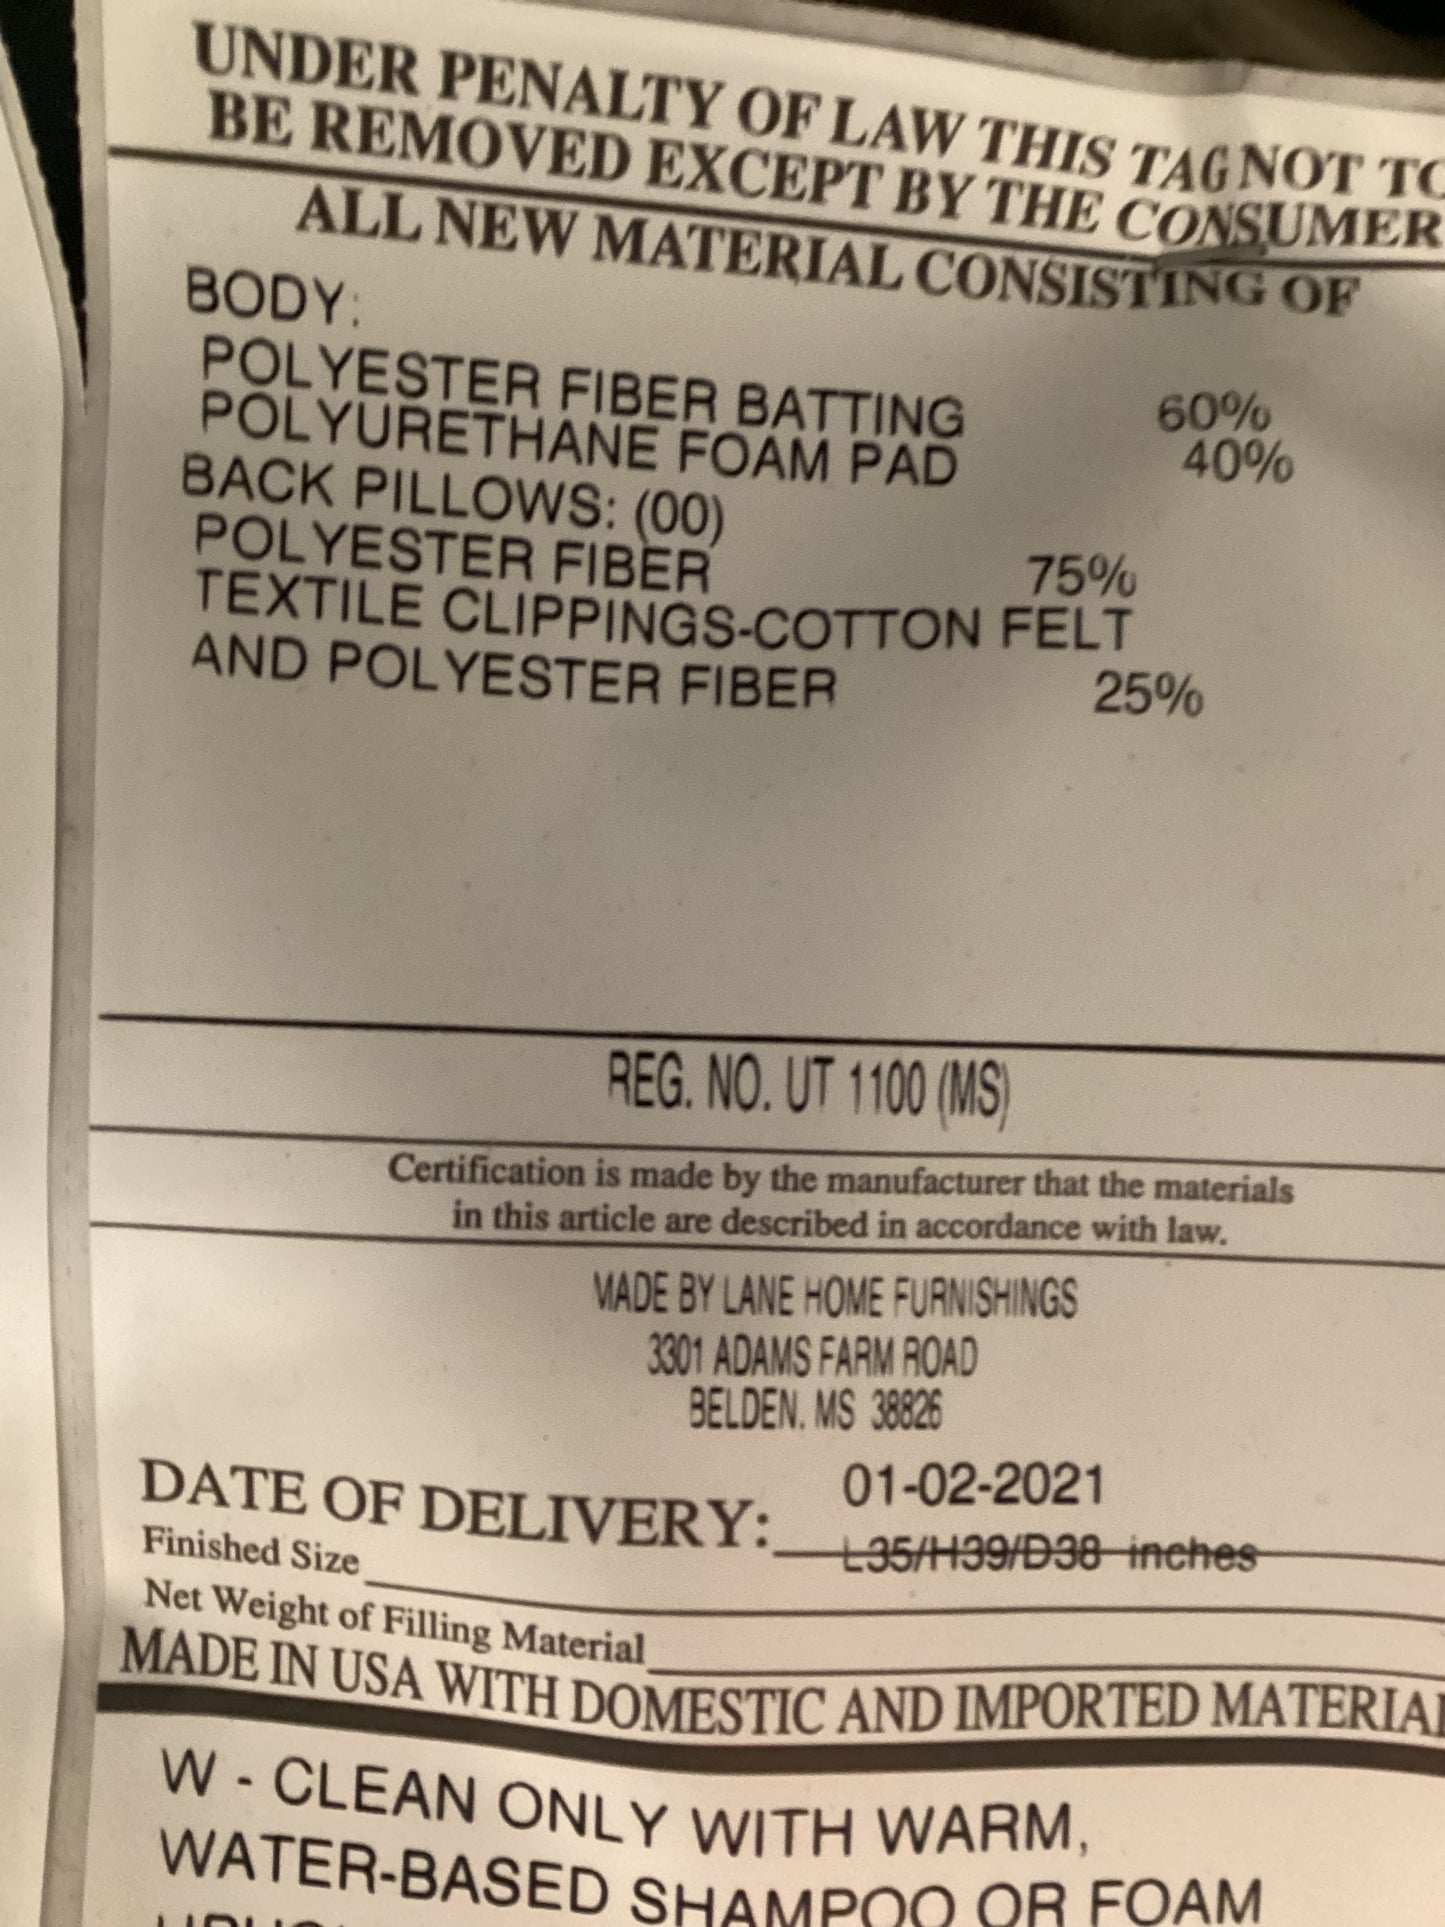 UNDER PENALTY OF LAW THIS TAG NOT TO
BE REMOVED EXCEPT BY THE CONSUMER
ALL NEW MATERIAL CONSISTING OF
BODY:
POLYESTER FIBER BATTING 60%
POLYURETHANE FOAM PAD 40%
BACK PILLOWS: (00)
POLYESTER FIBER 75%
TEXTILE CLIPPINGS-COTTON FELT
AND POLYESTER FIBER 25%
REG. NO. UT 1100 (MS)
Certification is made by the manufacturer that the materials
in this article are described in accordance with law.
MADE BY LANE HOME FURNISHINGS
3301 ADAMS FARM ROAD
BELDEN. MS 38826
DATE OF DELIVERY: 01-02-2021
Finished Size L35/H39/D38 inches
Net Weight of Filling Material
MADE IN USA WITH DOMESTIC AND IMPORTED MATERIAL
W - CLEAN ONLY WITH WARM,
WATER-BASED SHAMPOO OR FOAM